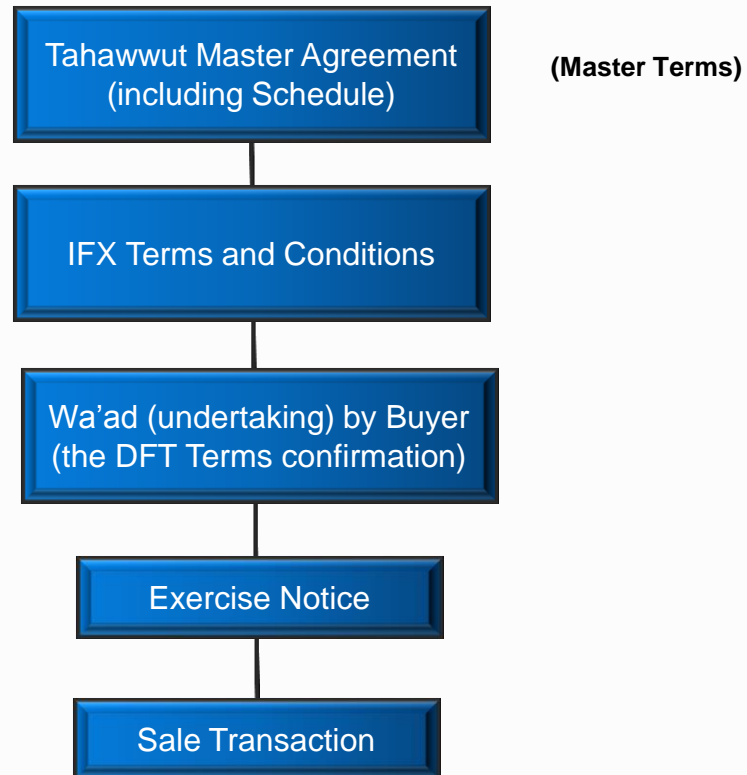 Tahawwut Master Agreement
(including Schedule)
(Master Terms)
IFX Terms and Conditions
Wa’ad (undertaking) by Buyer
(the DFT Terms confirmation)
Exercise Notice
Sale Transaction